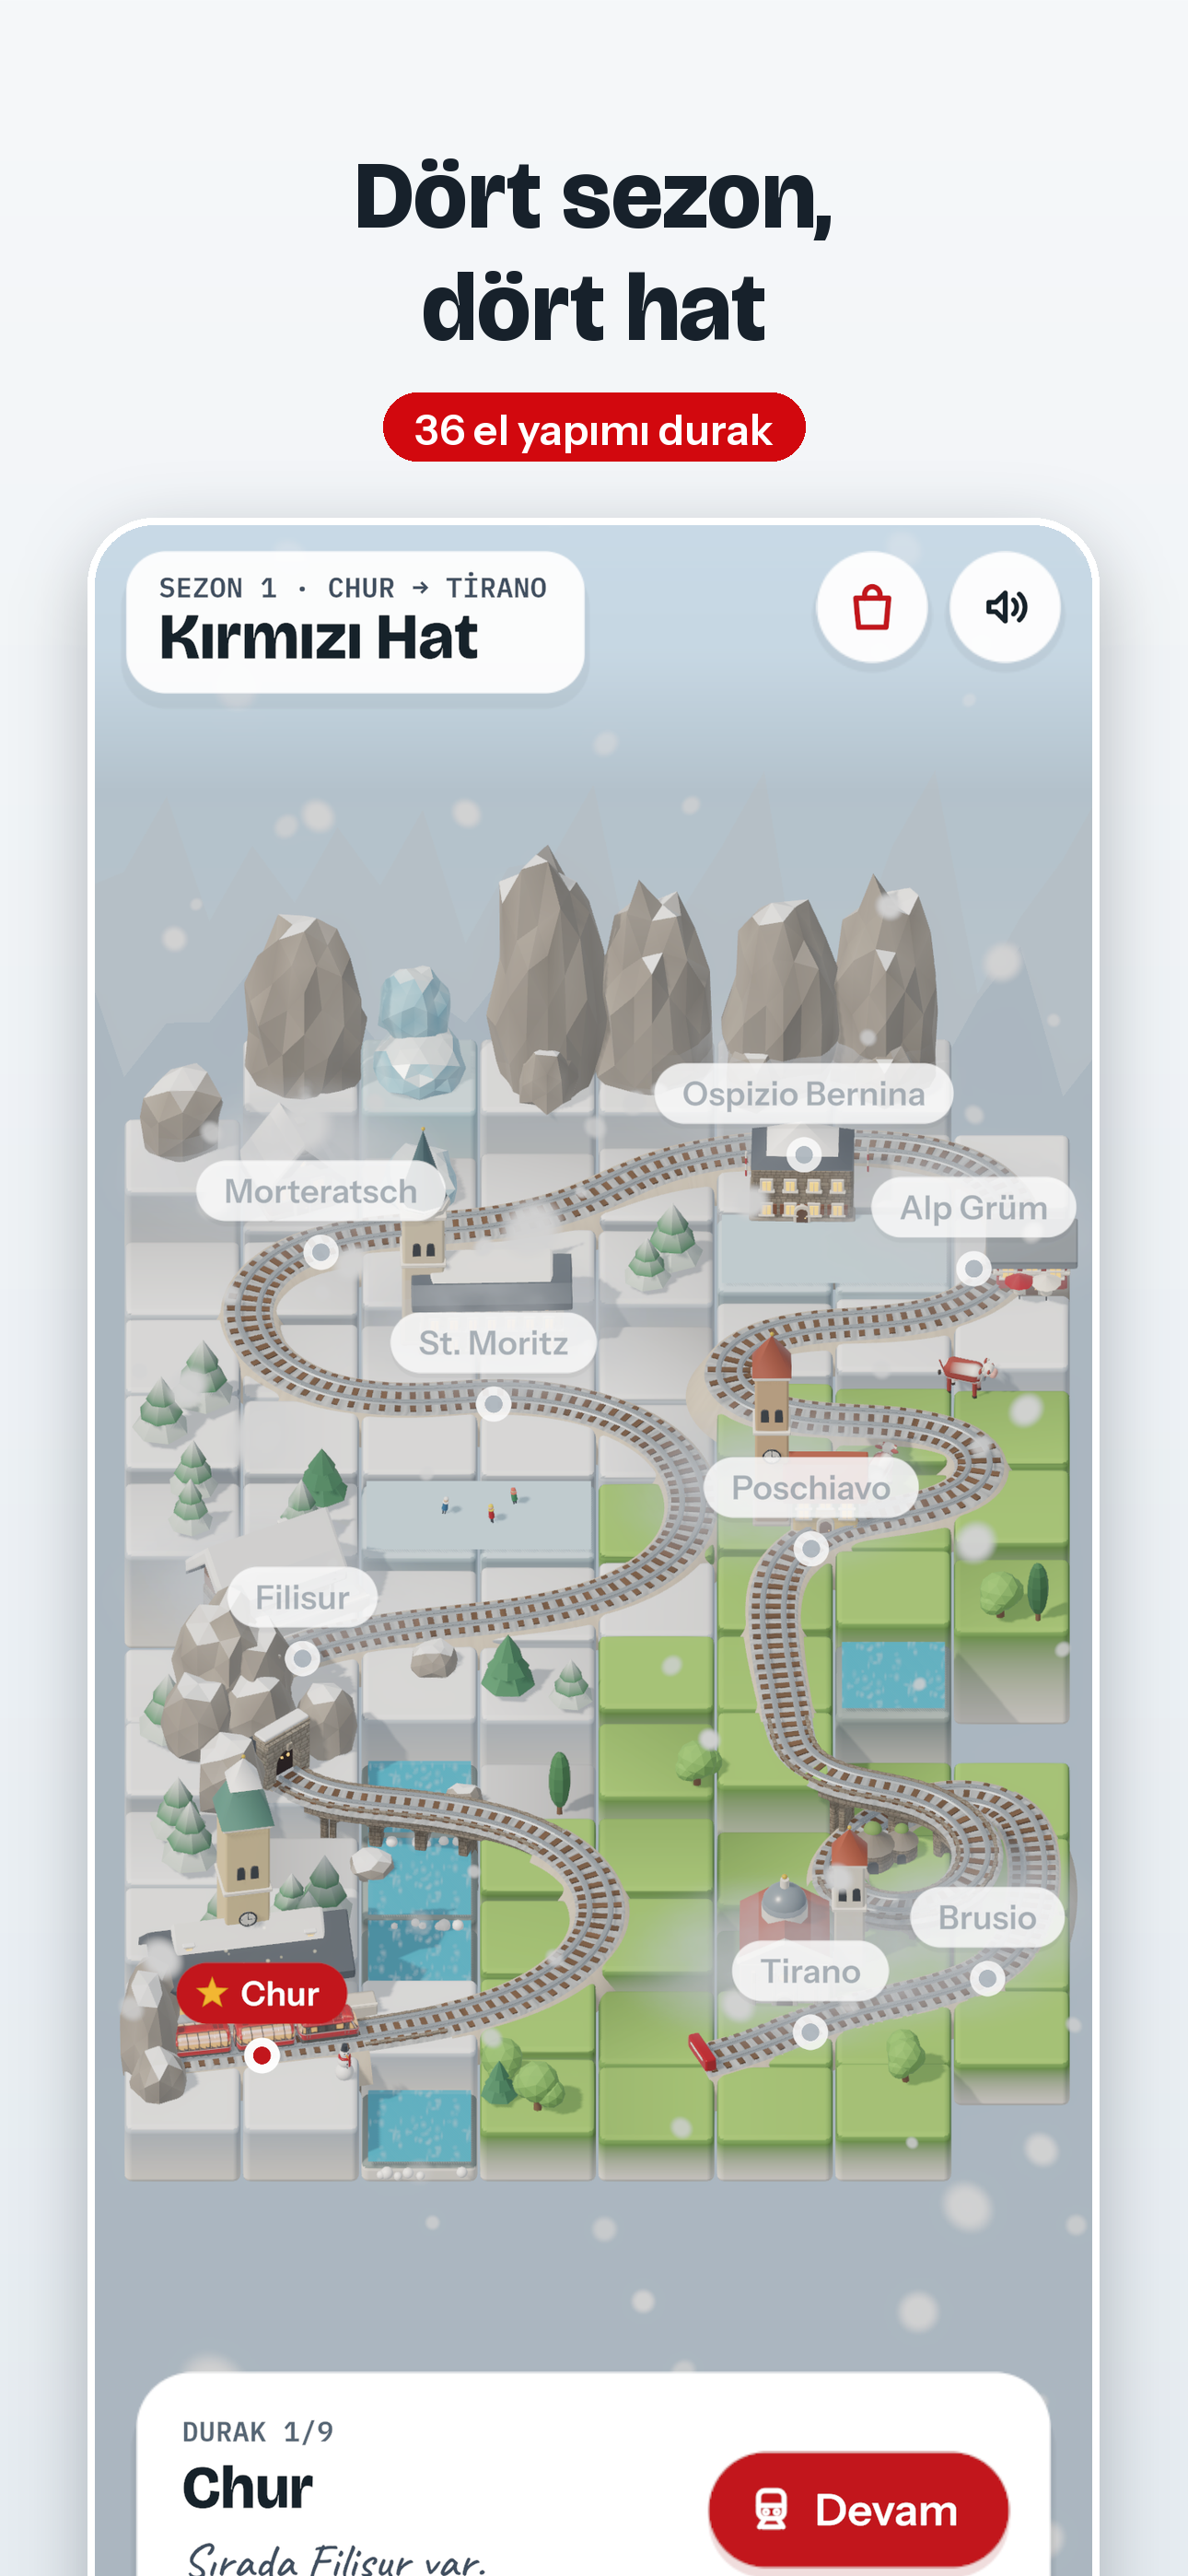 Dört sezon,
dört hat
36 el yapımı durak
SEZON 1 · CHUR → TİRANO
Kırmızı Hat
Ospizio Bernina
Morteratsch
Alp Grüm
St. Moritz
Poschiavo
Filisur
Brusio
Tirano
Chur
DURAK 1/9
Chur
Devam
Sırada Filisur var.